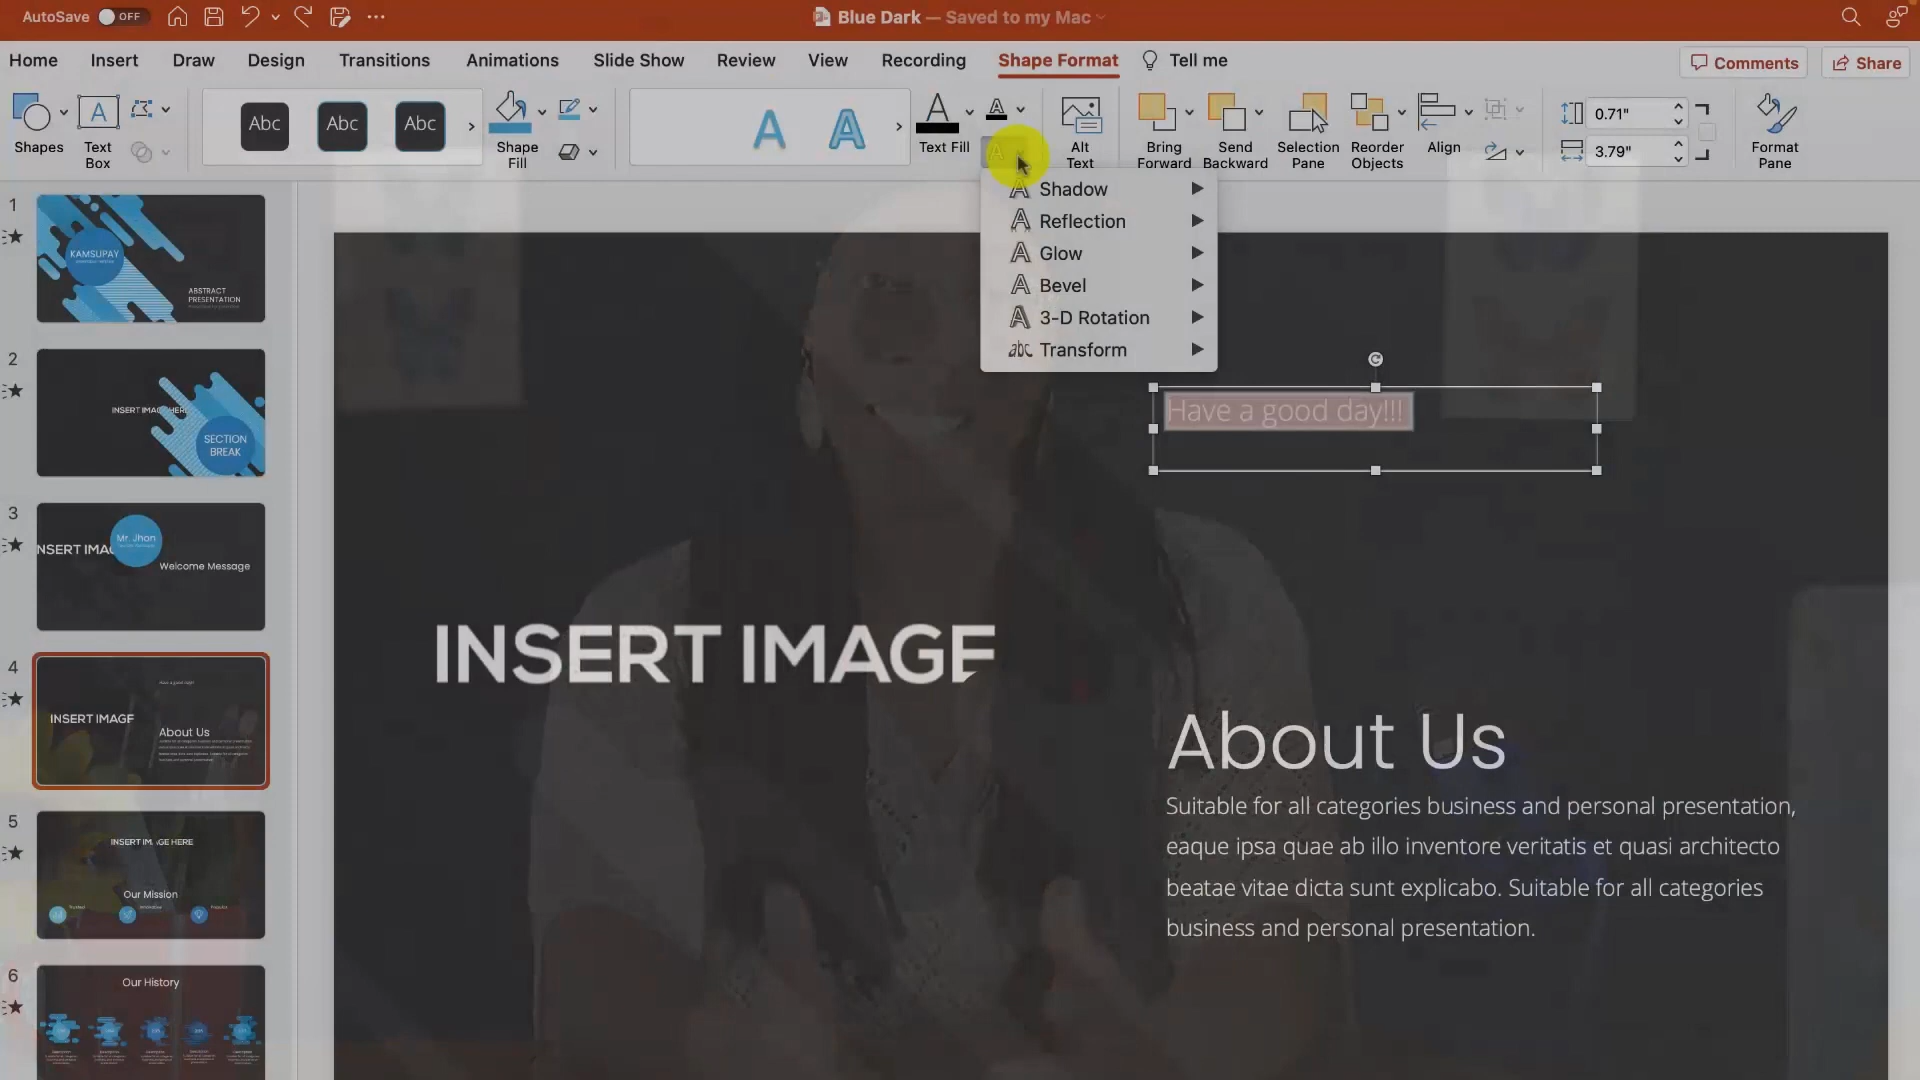 AutoSave OFF
Blue Dark — Saved to my Mac
Home Insert Draw Design Transitions Animations Slide Show Review View Recording Shape Format Tell me Comments Share
Shapes
Text
Box
A
Abc Abc Abc
Shape
Fill
A A
Text Fill
Alt
Text
Bring
Forward
Send
Backward
Selection
Pane
Reorder
Objects
Align
0.71"
3.79"
Format
Pane
Shadow
Reflection
Glow
Bevel
3-D Rotation
abc Transform
1
KAMSUPAY
ABSTRACT
PRESENTATION
2
SECTION
BREAK
3
Mr. Jhon
Welcome Message
4
Have a good night
INSERT IMAGE
About Us
5
Our Mission
6
Our History
Have a good day!!!
INSERT IMAGE
About Us
Suitable for all categories business and personal presentation,
eaque ipsa quae ab illo inventore veritatis et quasi architecto
beatae vitae dicta sunt explicabo. Suitable for all categories
business and personal presentation.